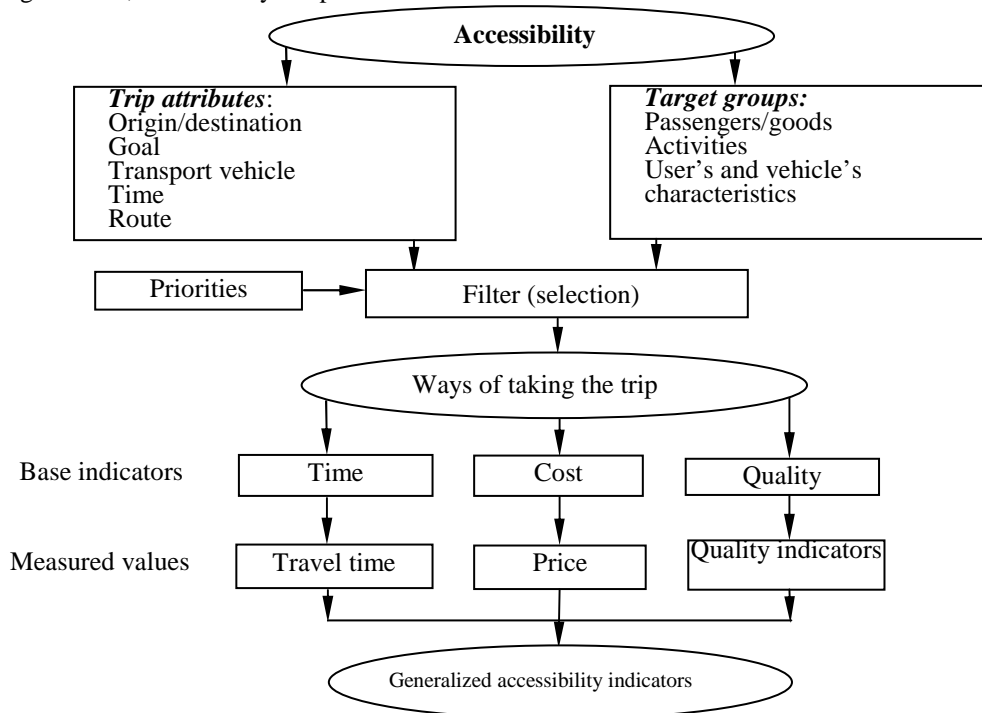 Accessibility
Trip attributes:
Origin/destination
Goal
Transport vehicle
Time
Route
Target groups:
Passengers/goods
Activities
User's and vehicle's
characteristics
Priorities
Filter (selection)
Ways of taking the trip
Base indicators
Time
Cost
Quality
Measured values
Travel time
Price
Quality indicators
Generalized accessibility indicators